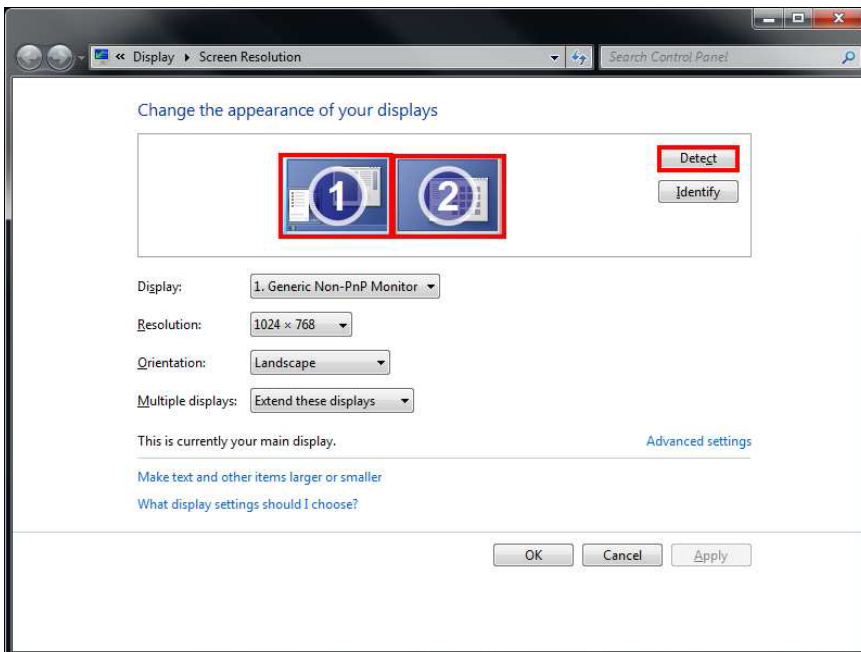 « Display ▸ Screen Resolution
Search Control Panel
Change the appearance of your displays
1
2
Detect
Identify
Display:
1. Generic Non-PnP Monitor
Resolution:
1024 × 768
Orientation:
Landscape
Multiple displays:
Extend these displays
This is currently your main display.
Advanced settings
Make text and other items larger or smaller
What display settings should I choose?
OK
Cancel
Apply